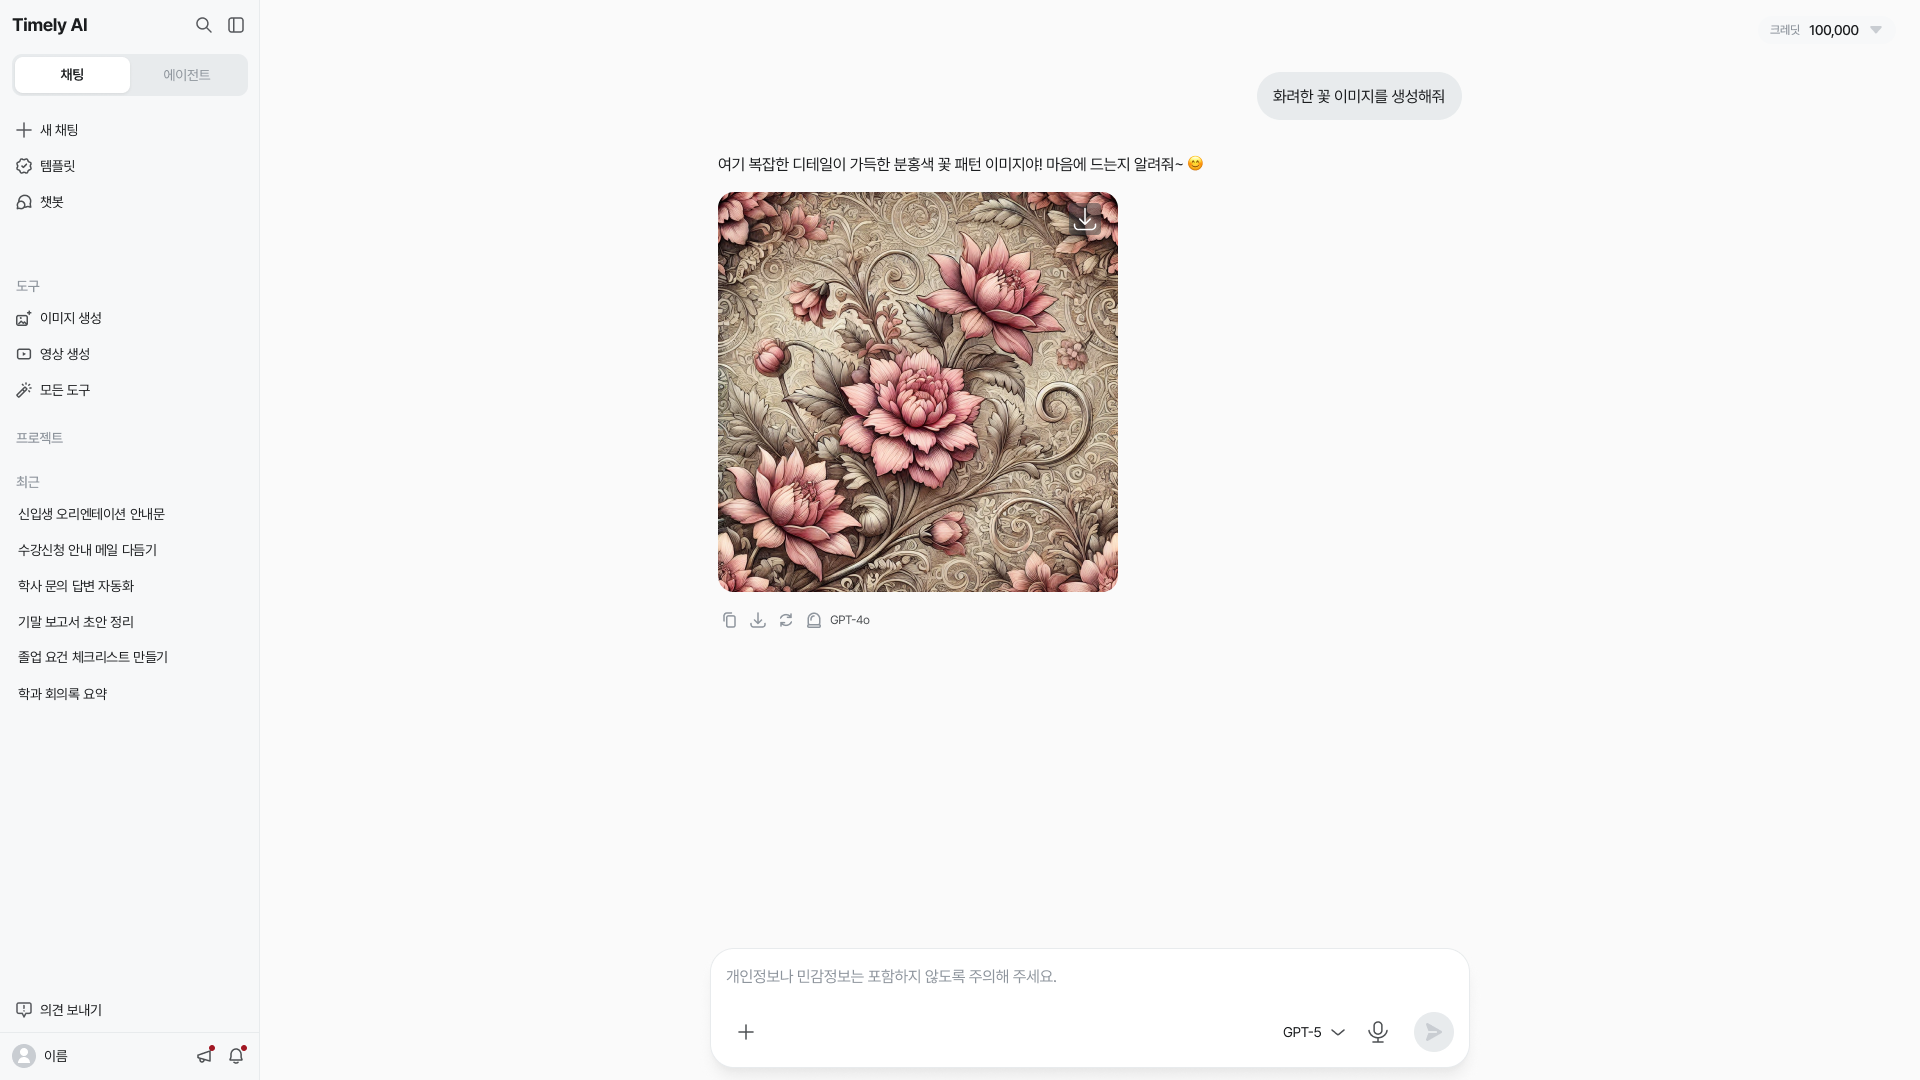 Timely AI
채팅
에이전트
새 채팅
템플릿
챗봇
도구
이미지 생성
영상 생성
모든 도구
프로젝트
최근
신입생 오리엔테이션 안내문
수강신청 안내 메일 다듬기
학사 문의 답변 자동화
기말 보고서 초안 정리
졸업 요건 체크리스트 만들기
학과 회의록 요약
의견 보내기
이름
크레딧 100,000
화려한 꽃 이미지를 생성해줘
여기 복잡한 디테일이 가득한 분홍색 꽃 패턴 이미지야! 마음에 드는지 알려줘~ 😊
GPT-4o
개인정보나 민감정보는 포함하지 않도록 주의해 주세요.
GPT-5